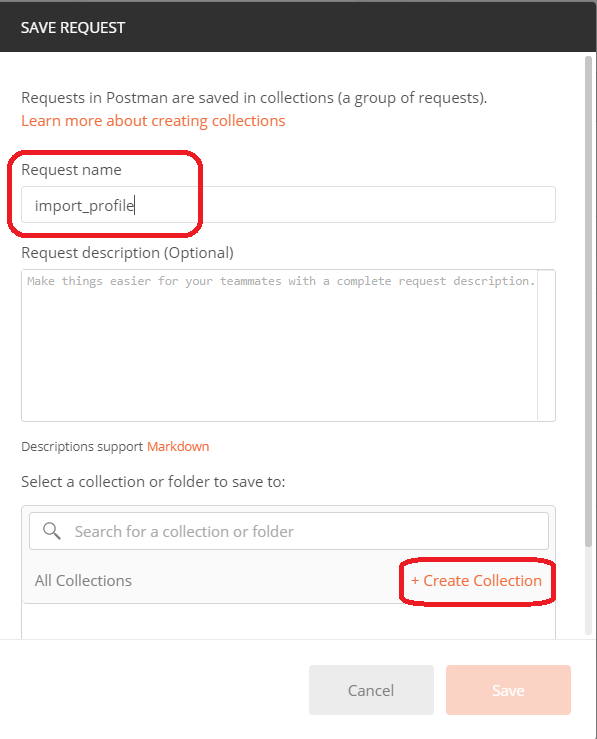 SAVE REQUEST
Requests in Postman are saved in collections (a group of requests).
Learn more about creating collections
Request name
import_profile
Request description (Optional)
Make things easier for your teammates with a complete request description.
Descriptions support Markdown
Select a collection or folder to save to:
Search for a collection or folder
All Collections + Create Collection
Cancel Save